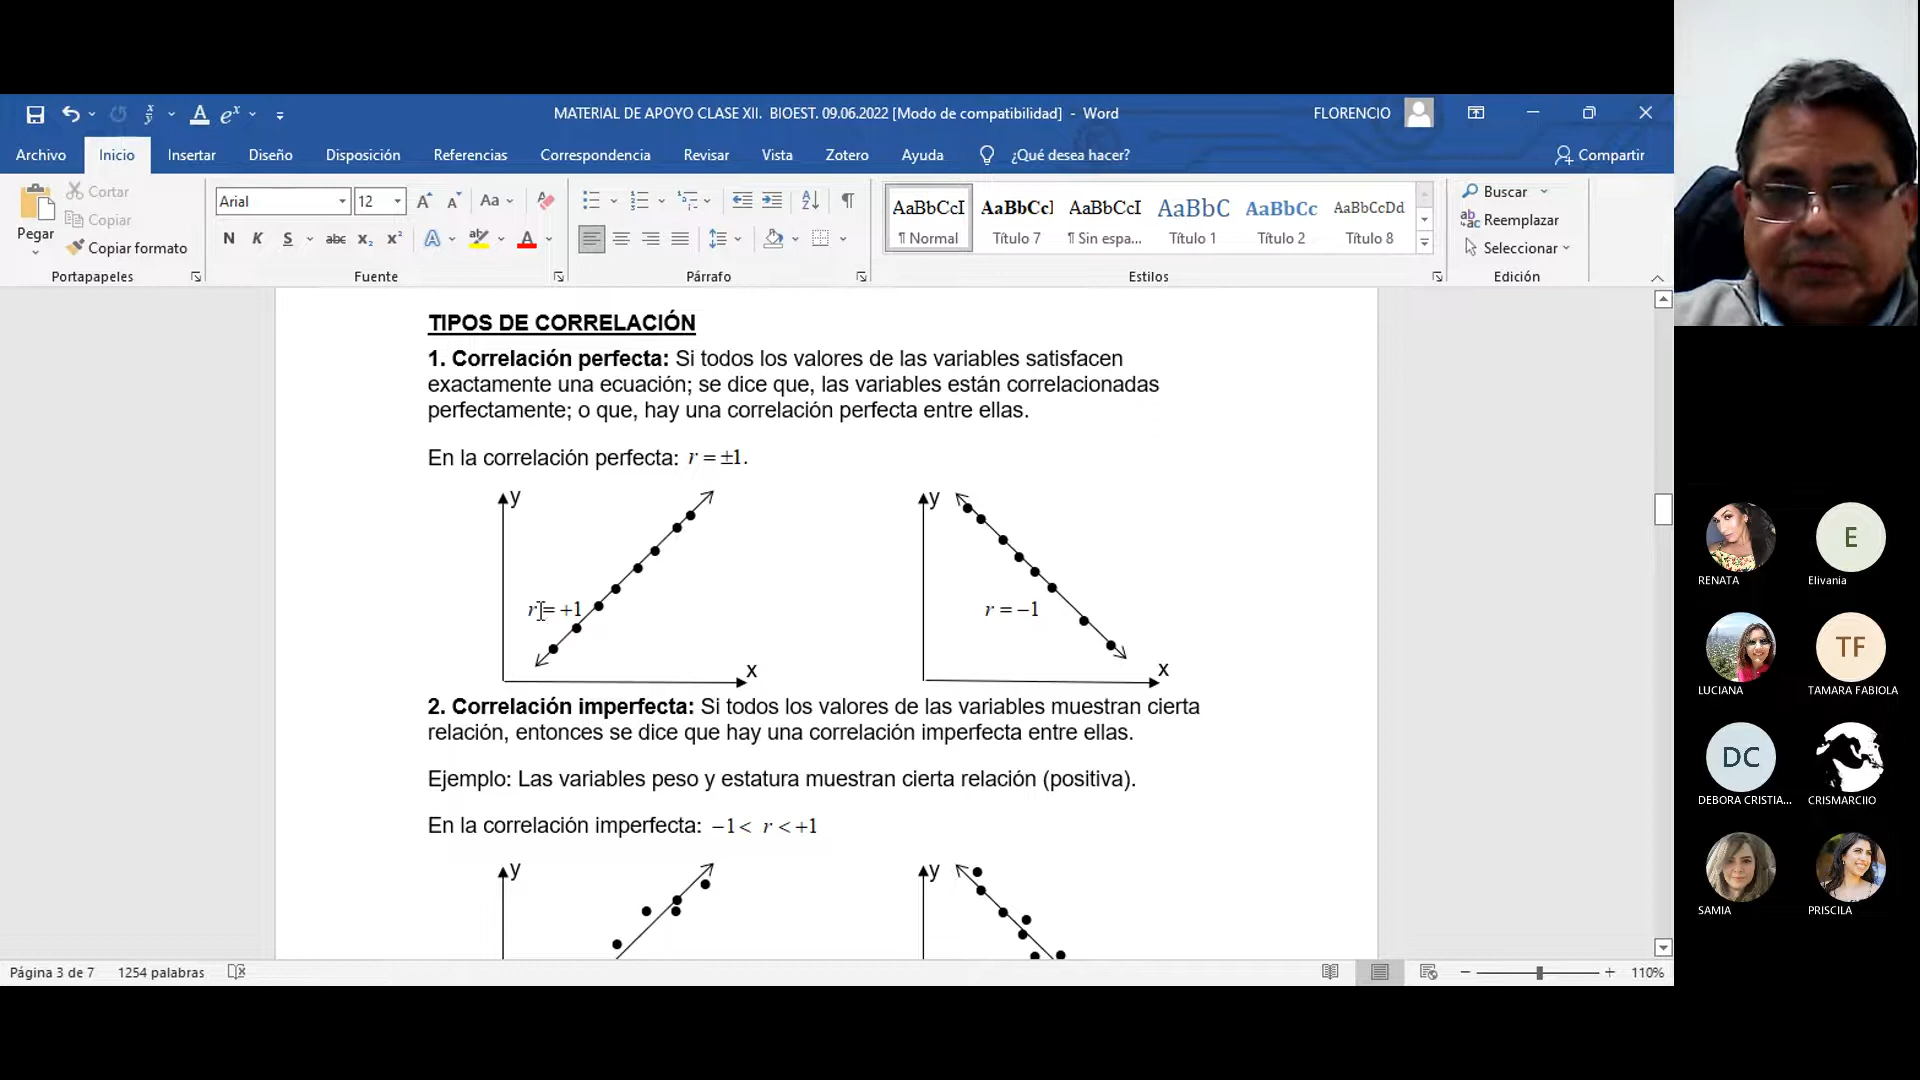 MATERIAL DE APOYO CLASE XII. BIOEST. 09.06.2022 [Modo de compatibilidad] - Word
FLORENCIO
Archivo Inicio Insertar Diseño Disposición Referencias Correspondencia Revisar Vista Zotero Ayuda ¿Qué desea hacer? Compartir
Pegar
Cortar
Copiar
Copiar formato
Portapapeles
Arial 12
N K S abc x₂ x²
Fuente
Párrafo
AaBbCcI AaBbCcI AaBbCcI AaBbC AaBbCc AaBbCcDd
¶ Normal Título 7 ¶ Sin espa... Título 1 Título 2 Título 8
Estilos
Buscar
Reemplazar
Seleccionar
Edición
TIPOS DE CORRELACIÓN
1. Correlación perfecta: Si todos los valores de las variables satisfacen
exactamente una ecuación; se dice que, las variables están correlacionadas
perfectamente; o que, hay una correlación perfecta entre ellas.
En la correlación perfecta: r = ±1.
y
r = +1
x
y
r = −1
x
2. Correlación imperfecta: Si todos los valores de las variables muestran cierta
relación, entonces se dice que hay una correlación imperfecta entre ellas.
Ejemplo: Las variables peso y estatura muestran cierta relación (positiva).
En la correlación imperfecta: −1 < r < +1
y
y
Página 3 de 7 1254 palabras
110%
RENATA
E
Elivania
LUCIANA
TF
TAMARA FABIOLA
DC
DEBORA CRISTIA...
CRISMARCIIO
SAMIA
PRISCILA